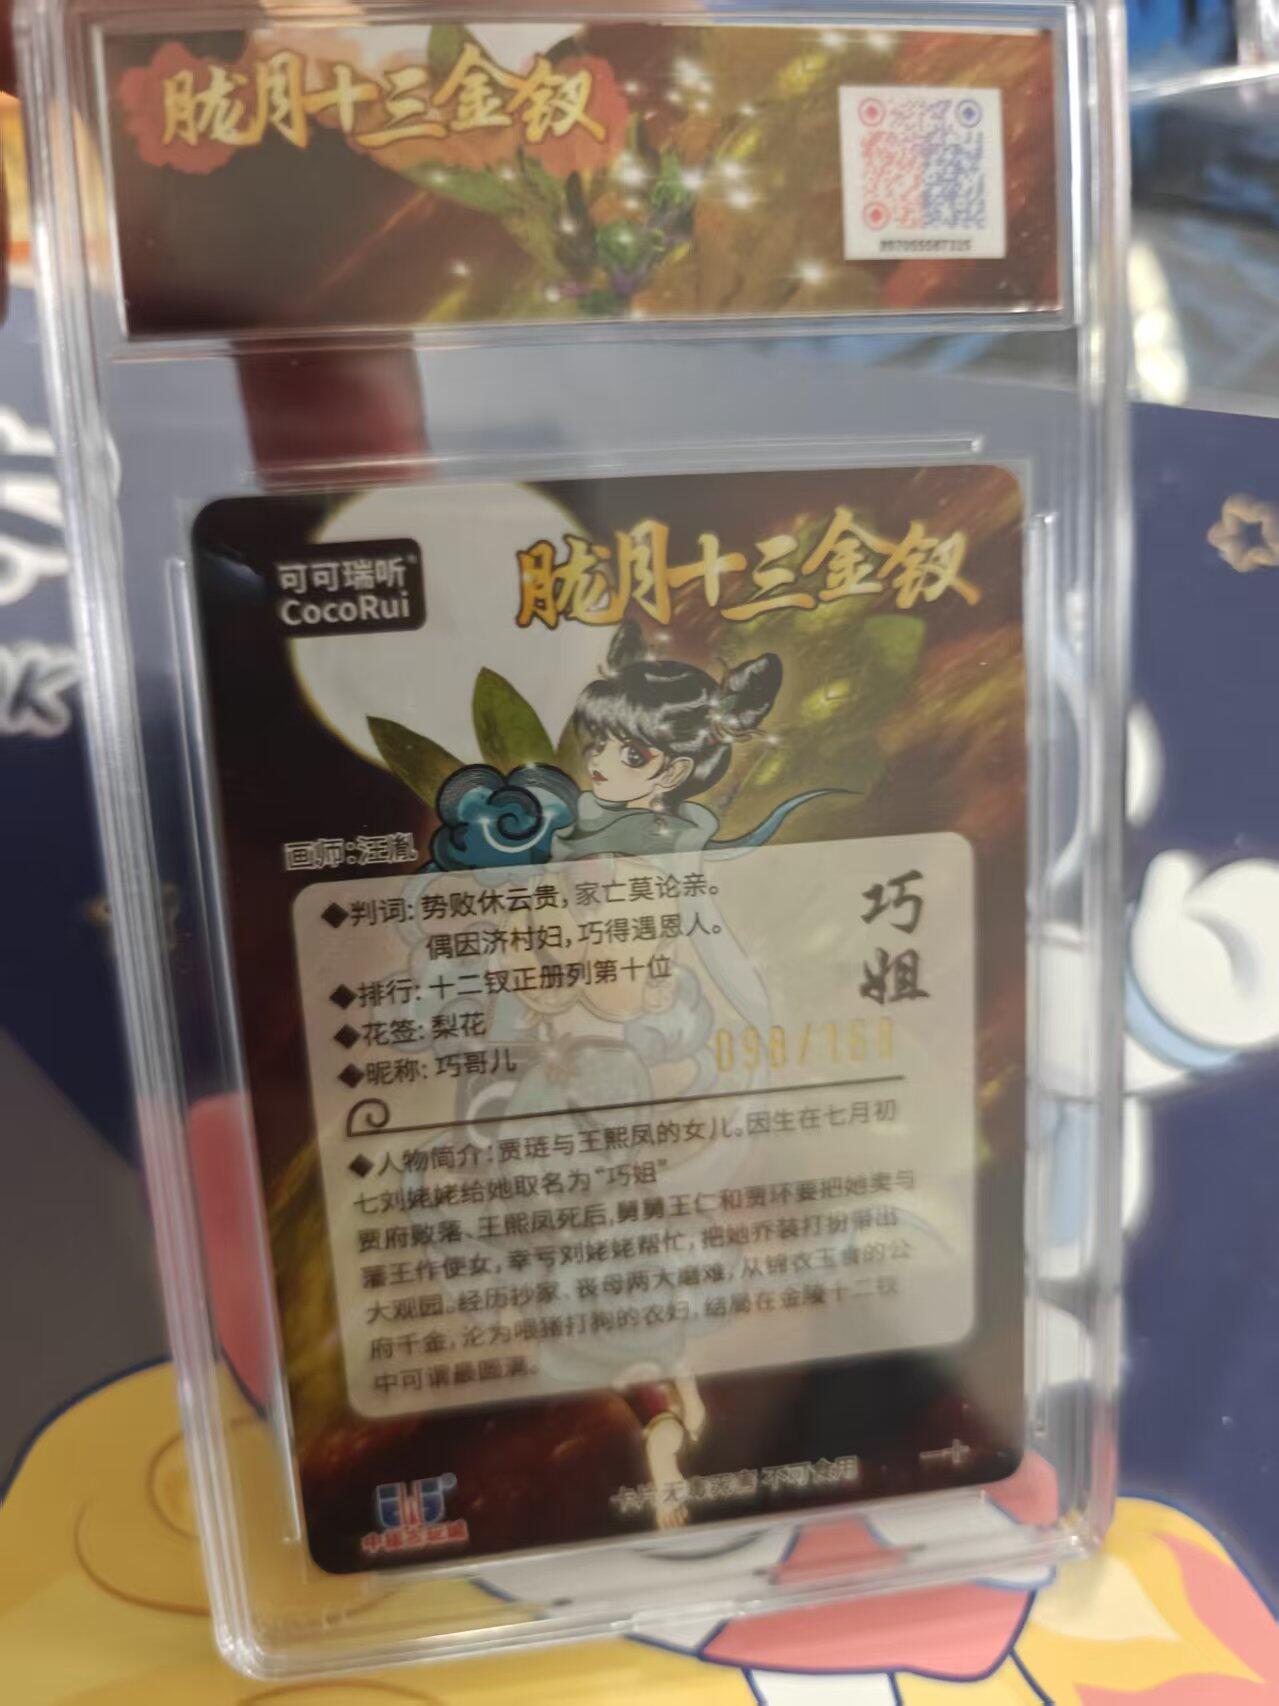 胧月十三金钗
997055587325
可可瑞听
CocoRui
胧月十三金钗
画师:汪胤
◆判词:势败休云贵,家亡莫论亲。
偶因济村妇,巧得遇恩人。
◆排行:十二钗正册列第十位
◆花签:梨花
◆昵称:巧哥儿
巧姐
098/168
◆人物简介:贾琏与王熙凤的女儿。因生在七月初
七刘姥姥给她取名为“巧姐”
贾府败落、王熙凤死后,舅舅王仁和贾环要把她卖与
藩王作使女,幸亏刘姥姥帮忙,把她乔装打扮带出
大观园。经历抄家、丧母两大磨难,从锦衣玉食的公
府千金,沦为喂猪打狗的农妇,结局在金陵十二钗
中可谓最圆满。
卡片无毒无害 不可食用
一十